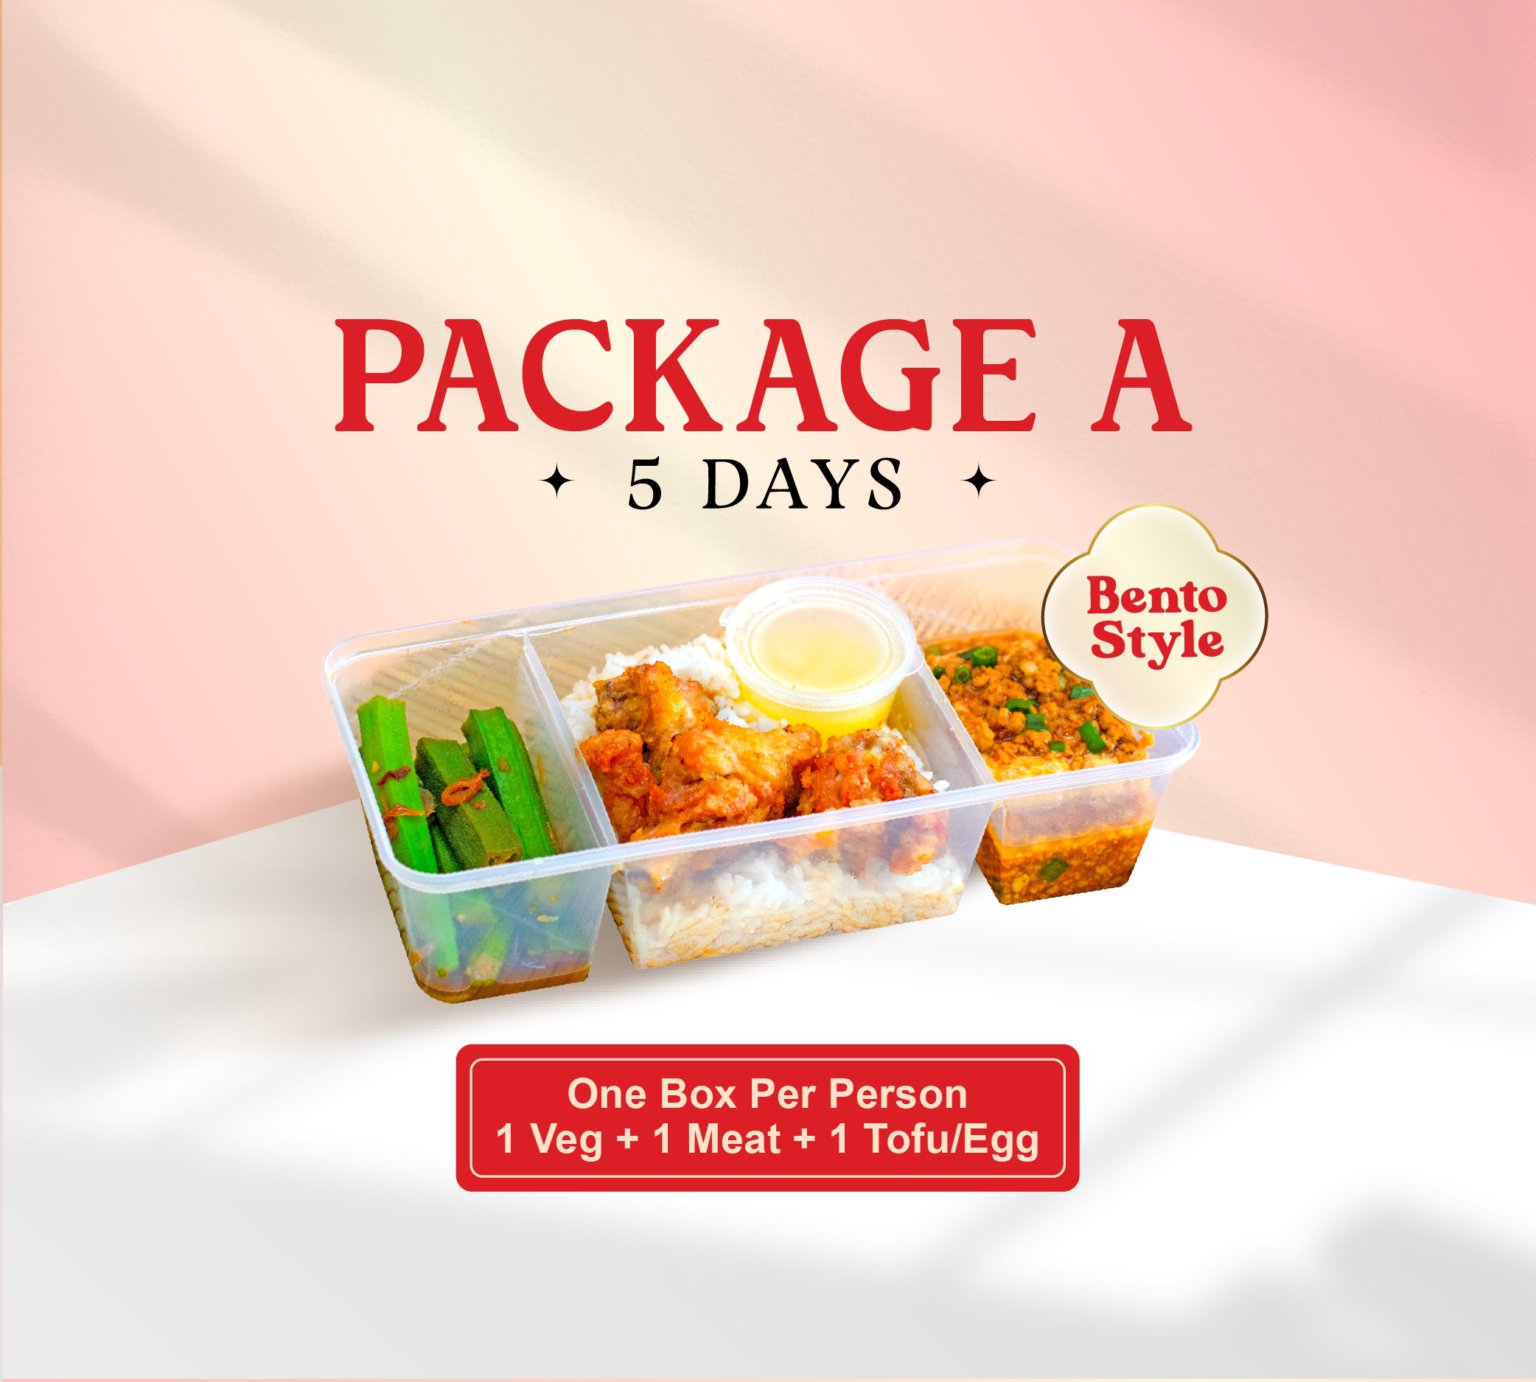 PACKAGE A
5 DAYS
Bento
Style
One Box Per Person
1 Veg + 1 Meat + 1 Tofu/Egg